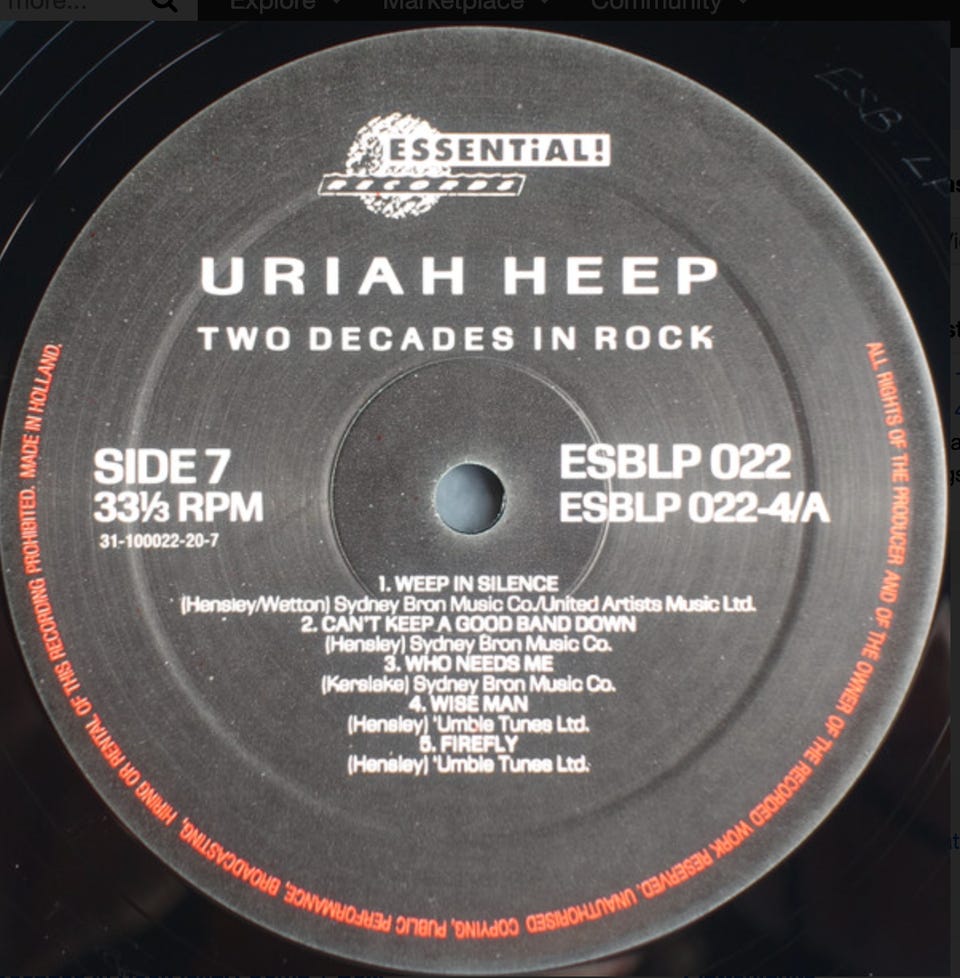 more...
Explore
Marketplace
Community
ESSENTiAL!
RECORDS
URIAH HEEP
TWO DECADES IN ROCK
SIDE 7
33⅓ RPM
31-100022-20-7
ESBLP 022
ESBLP 022-4/A
1. WEEP IN SILENCE
(Hensley/Wetton) Sydney Bron Music Co./United Artists Music Ltd.
2. CAN'T KEEP A GOOD BAND DOWN
(Hensley) Sydney Bron Music Co.
3. WHO NEEDS ME
(Kerslake) Sydney Bron Music Co.
4. WISE MAN
(Hensley) 'Umble Tunes Ltd.
5. FIREFLY
(Hensley) 'Umble Tunes Ltd.
ALL RIGHTS OF THE PRODUCER AND OF THE OWNER OF THE RECORDED WORK RESERVED. UNAUTHORISED COPYING, PUBLIC PERFORMANCE, BROADCASTING, HIRING OR RENTAL OF THIS RECORDING PROHIBITED. MADE IN HOLLAND.